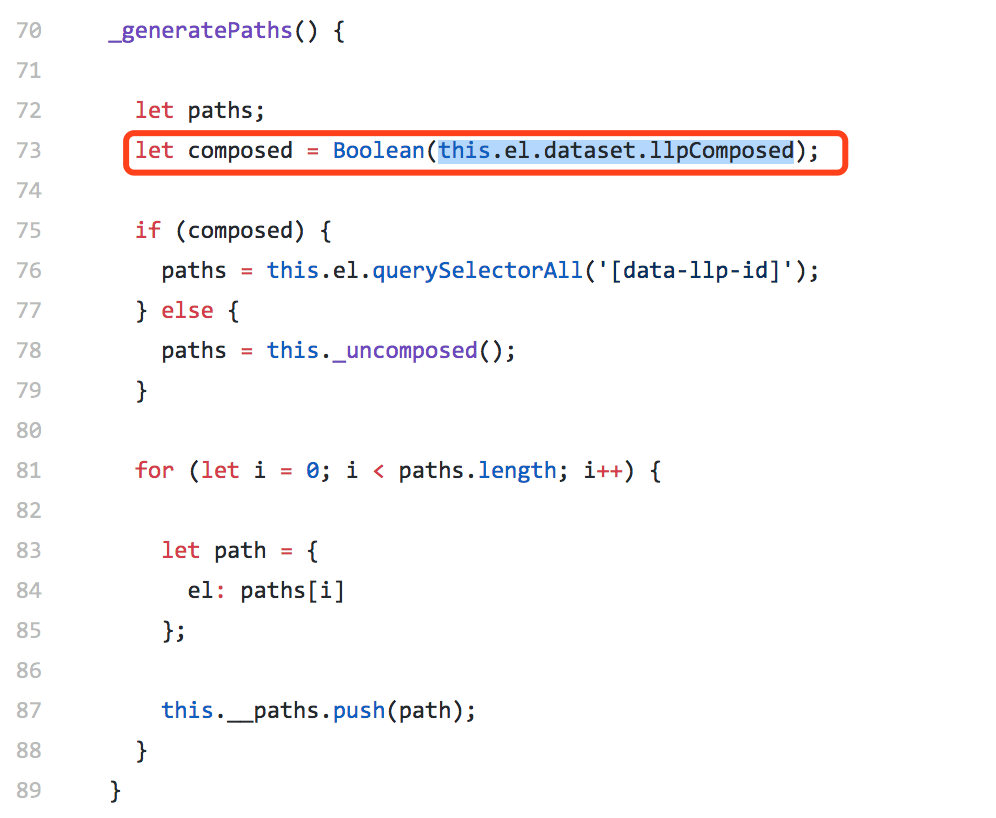 70 _generatePaths() {
71
72 let paths;
73 let composed = Boolean(this.el.dataset.llpComposed);
74
75 if (composed) {
76 paths = this.el.querySelectorAll('[data-llp-id]');
77 } else {
78 paths = this._uncomposed();
79 }
80
81 for (let i = 0; i < paths.length; i++) {
82
83 let path = {
84 el: paths[i]
85 };
86
87 this.__paths.push(path);
88 }
89 }